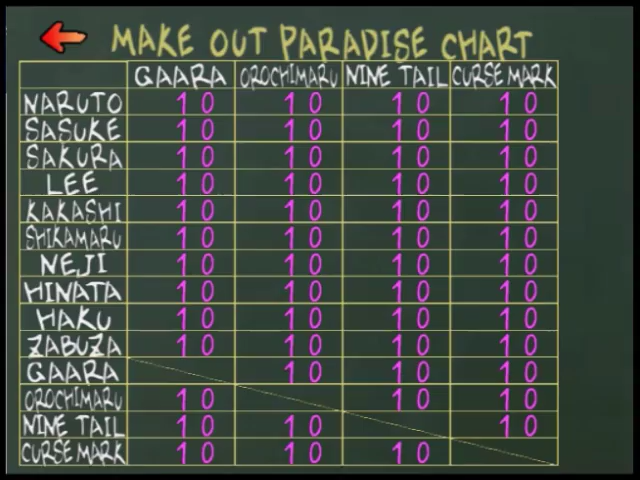 MAKE OUT PARADISE CHART
GAARA OROCHIMARU NINE TAIL CURSE MARK
NARUTO 10 10 10 10
SASUKE 10 10 10 10
SAKURA 10 10 10 10
LEE 10 10 10 10
KAKASHI 10 10 10 10
SHIKAMARU 10 10 10 10
NEJI 10 10 10 10
HINATA 10 10 10 10
HAKU 10 10 10 10
ZABUZA 10 10 10 10
GAARA 10 10 10
OROCHIMARU 10 10 10
NINE TAIL 10 10 10
CURSE MARK 10 10 10